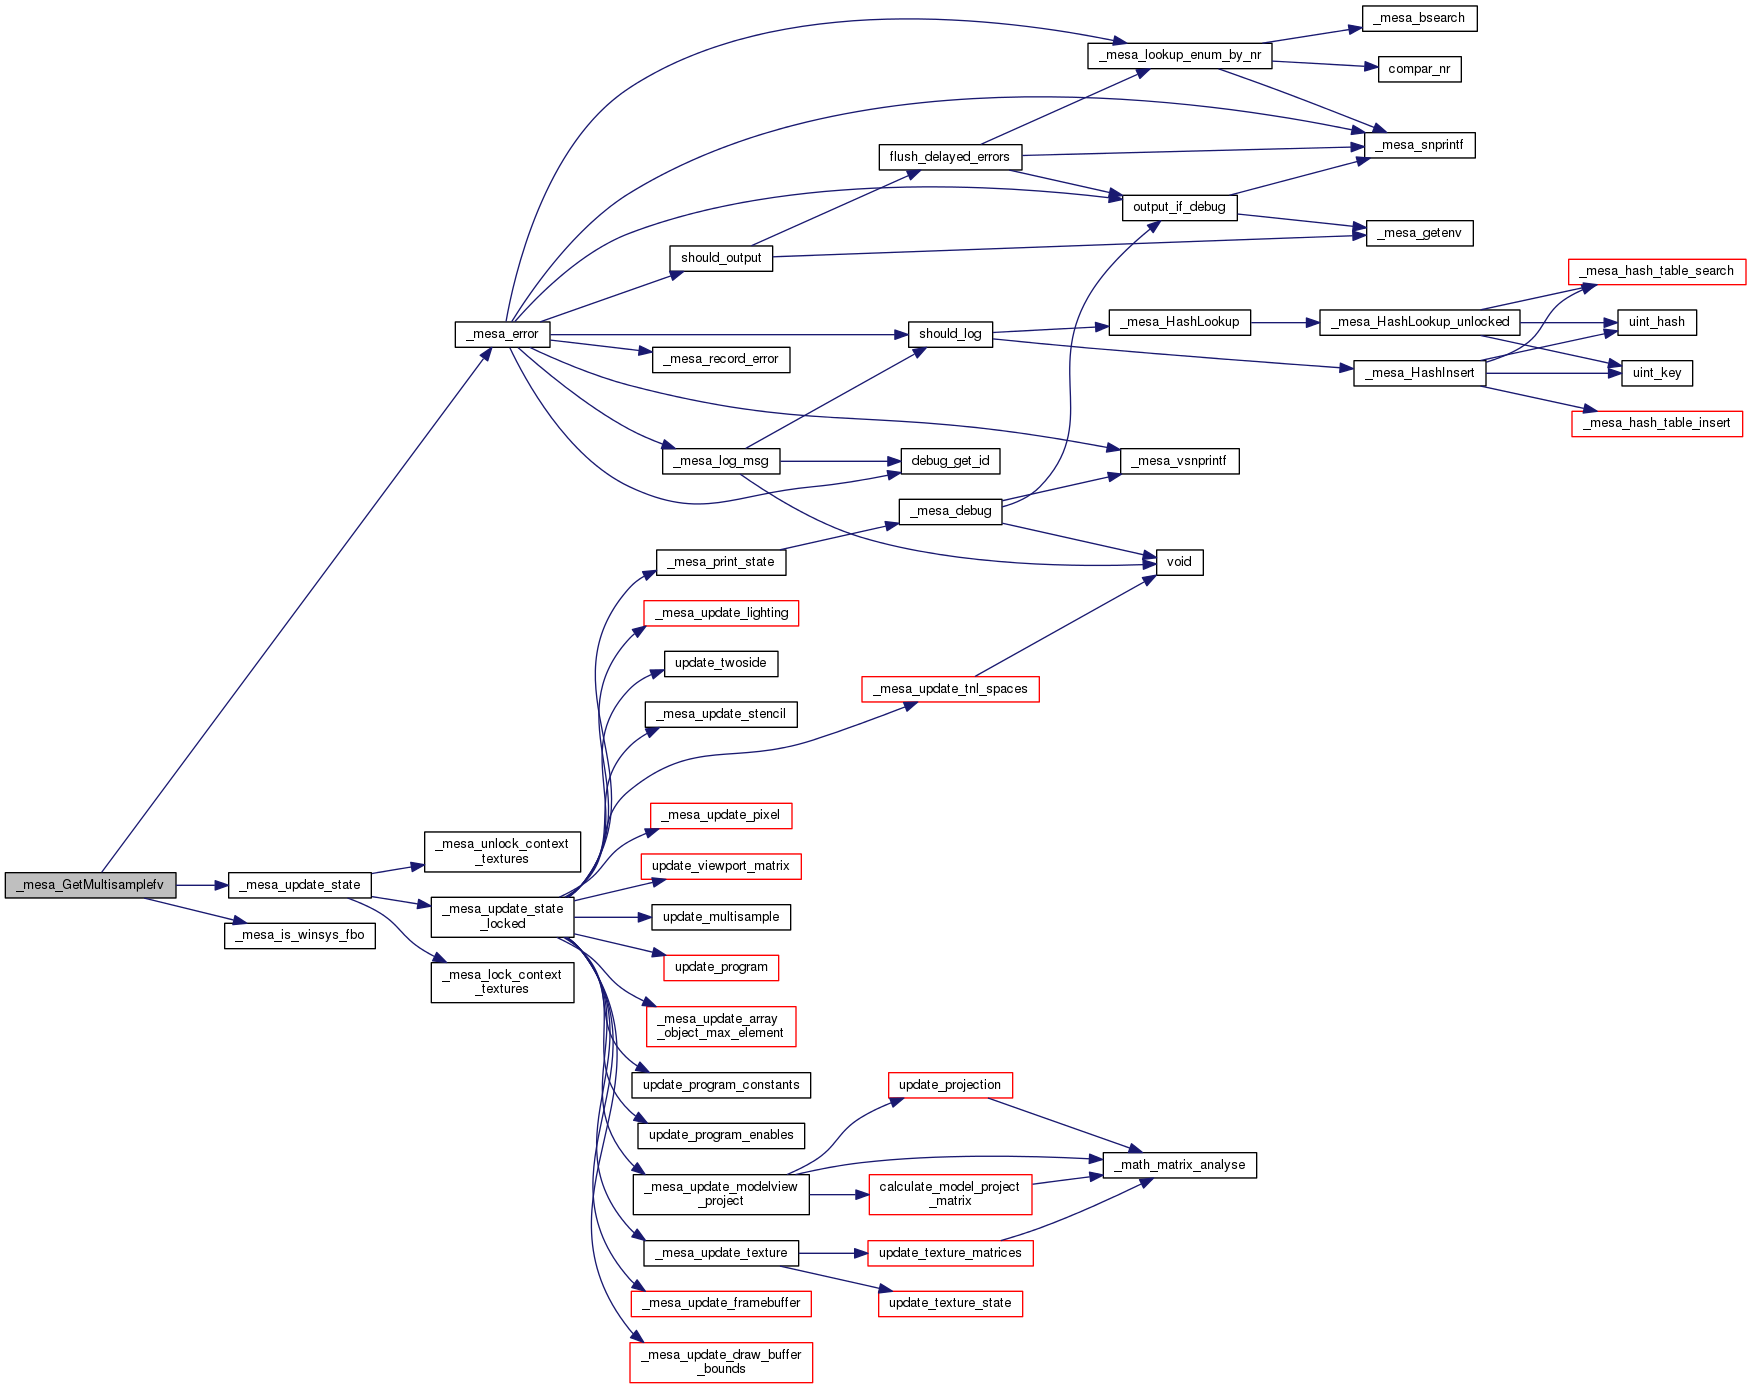 _mesa_bsearch
_mesa_lookup_enum_by_nr
compar_nr
_mesa_snprintf
flush_delayed_errors
output_if_debug
_mesa_getenv
should_output
_mesa_hash_table_search
_mesa_error
should_log
_mesa_HashLookup
_mesa_HashLookup_unlocked
uint_hash
_mesa_record_error
_mesa_HashInsert
uint_key
_mesa_hash_table_insert
_mesa_log_msg
debug_get_id
_mesa_vsnprintf
_mesa_debug
_mesa_print_state
void
_mesa_update_lighting
update_twoside
_mesa_update_tnl_spaces
_mesa_update_stencil
_mesa_update_pixel
_mesa_unlock_context
_textures
update_viewport_matrix
_mesa_GetMultisamplefv
_mesa_update_state
_mesa_update_state
_locked
update_multisample
_mesa_is_winsys_fbo
update_program
_mesa_lock_context
_textures
_mesa_update_array
_object_max_element
update_program_constants
update_projection
update_program_enables
_math_matrix_analyse
_mesa_update_modelview
_project
calculate_model_project
_matrix
_mesa_update_texture
update_texture_matrices
_mesa_update_framebuffer
update_texture_state
_mesa_update_draw_buffer
_bounds